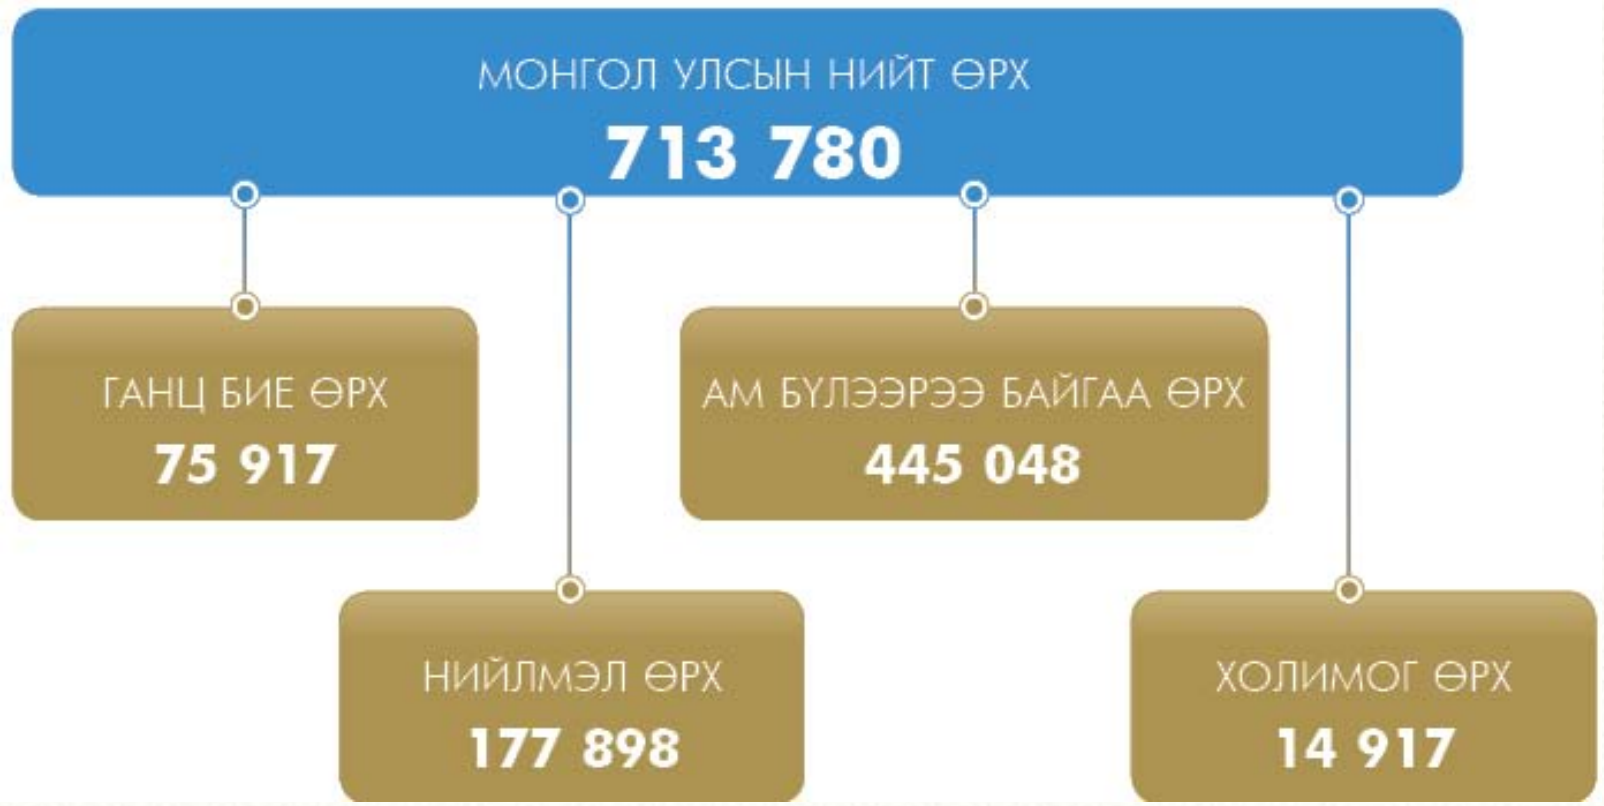 МОНГОЛ УЛСЫН НИЙТ ӨРХ
713 780
ГАНЦ БИЕ ӨРХ
75 917
АМ БҮЛЭЭРЭЭ БАЙГАА ӨРХ
445 048
НИЙЛМЭЛ ӨРХ
177 898
ХОЛИМОГ ӨРХ
14 917